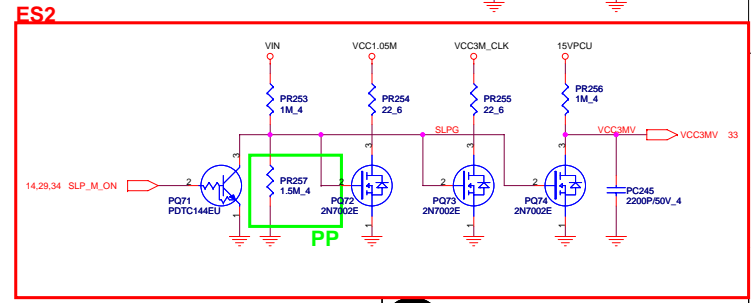 ES2
VIN VCC1.05M VCC3M_CLK 15VPCU
PR253 PR254 PR255 PR256
1M_4 22_6 22_6 1M_4
SLPG VCC3MV VCC3MV 33
3 3 3 3
14,29,34 SLP_M_ON 2 PR257 2 2 2
1.5M_4
PQ71 PQ72 PQ73 PQ74 PC245
PDTC144EU 2N7002E 2N7002E 2N7002E 2200P/50V_4
1 1 1 1
PP